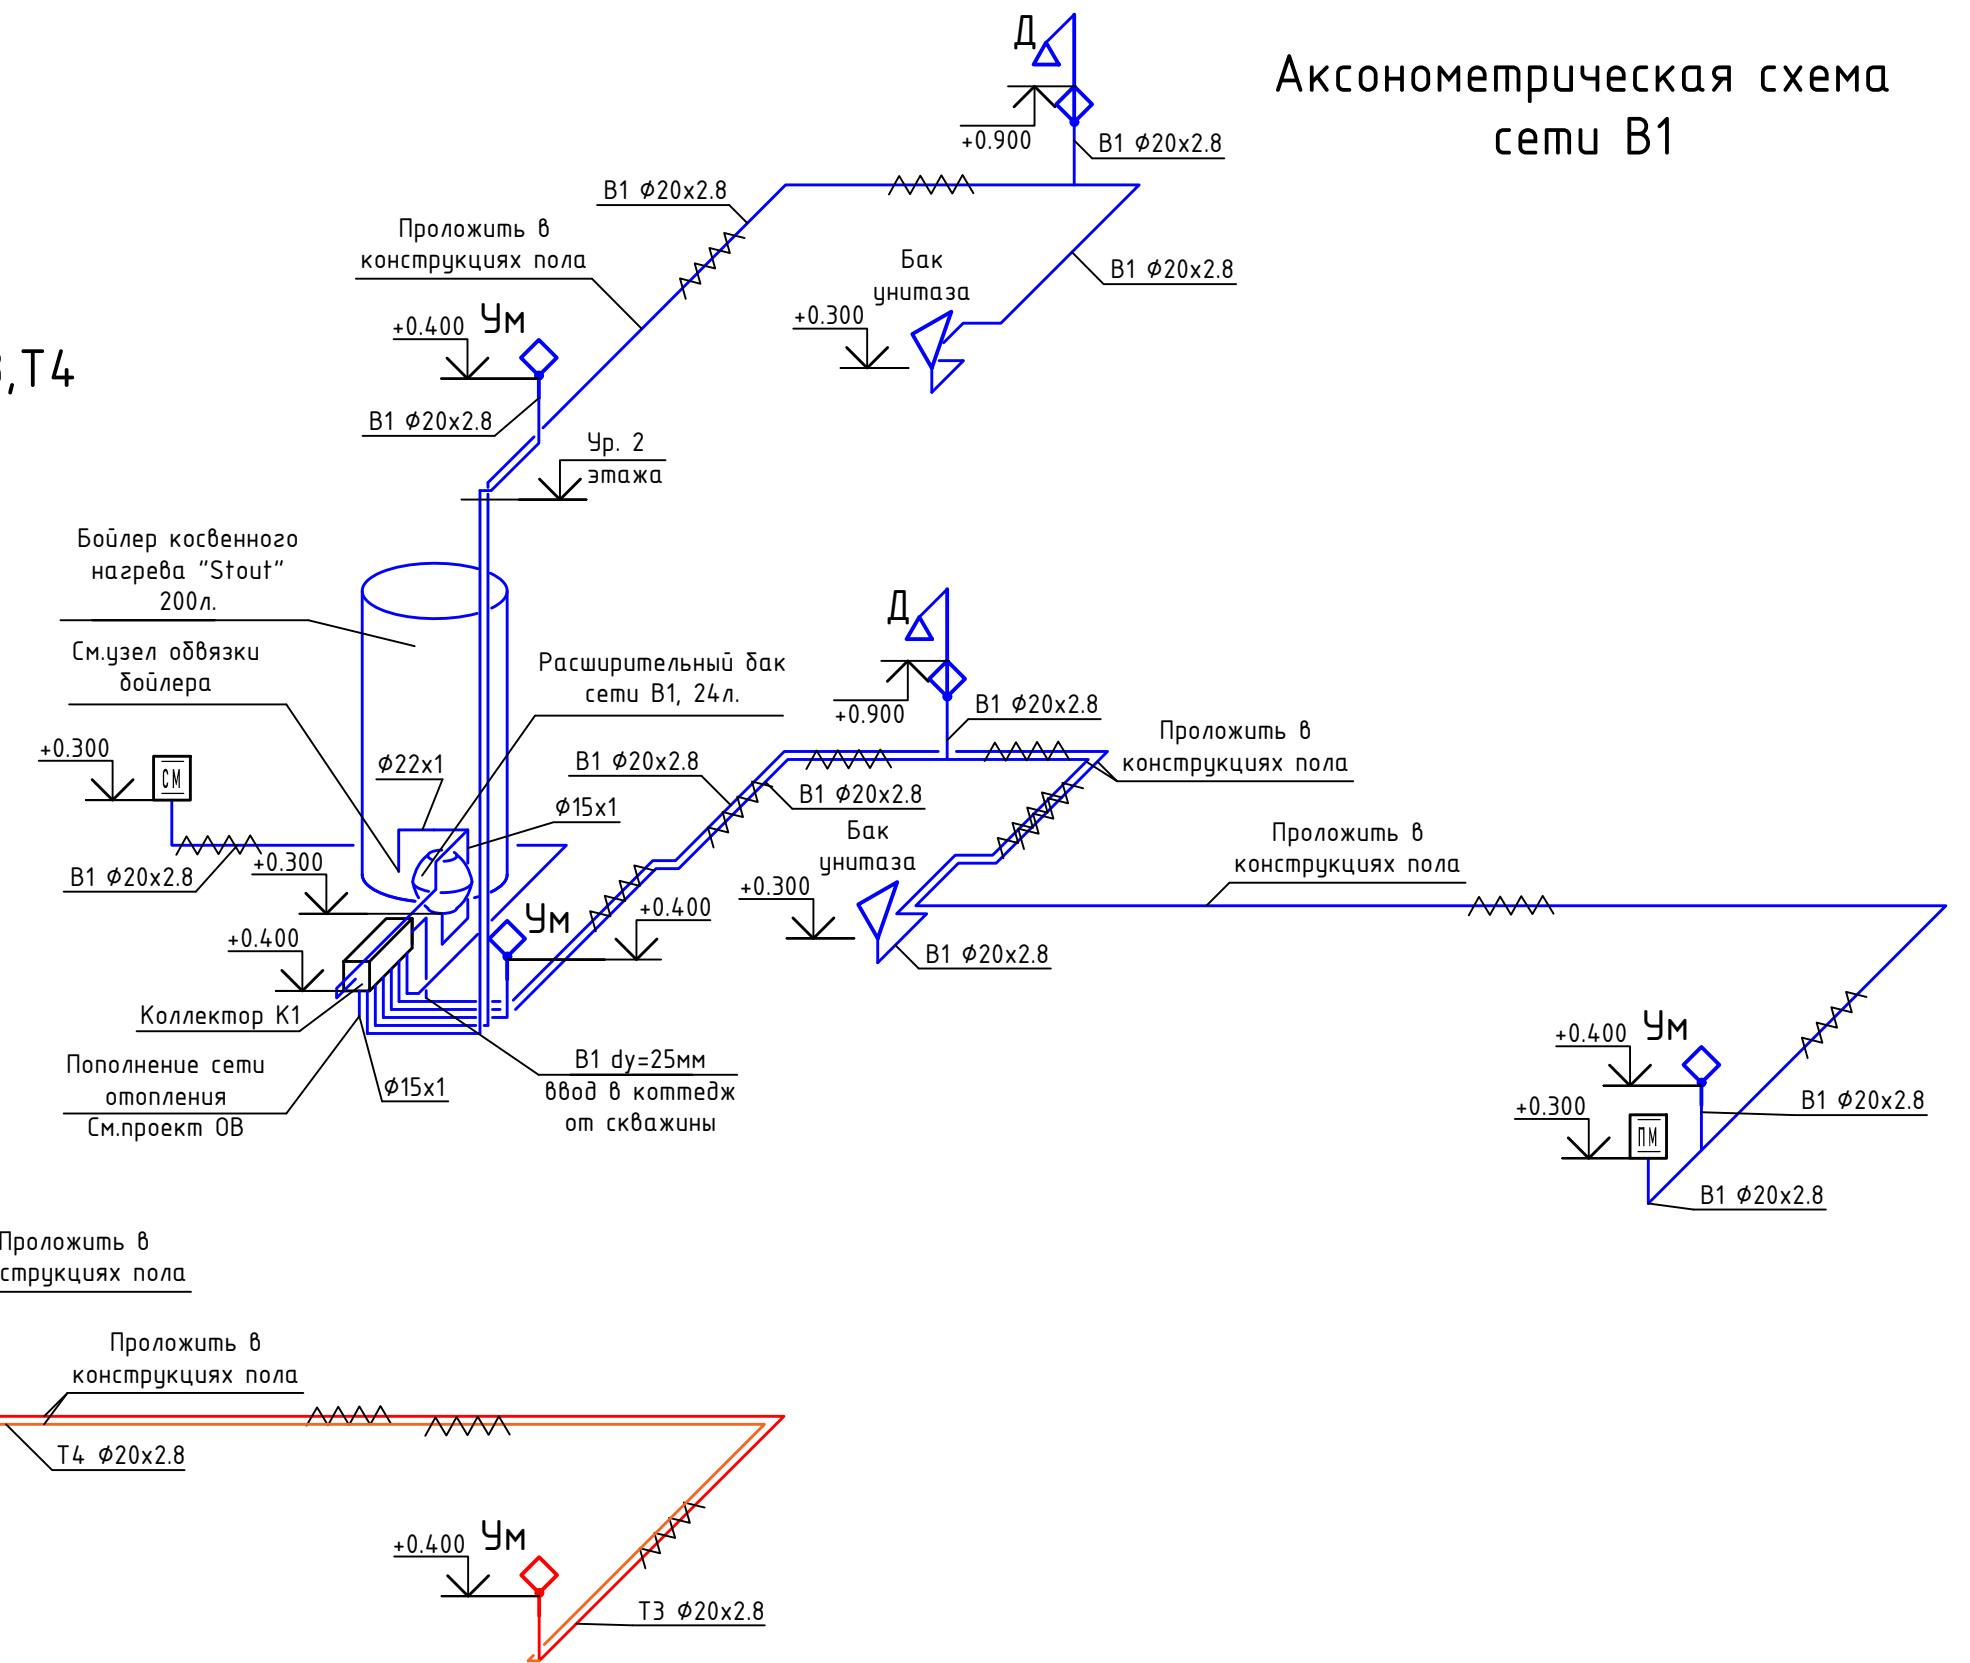 Аксонометрическая схема
сети В1
Д
+0.900
В1 Ф20х2.8
В1 Ф20х2.8
Проложить в
конструкциях пола
В1 Ф20х2.8
Бак
унитаза
+0.300
+0.400
Ум
,Т4
В1 Ф20х2.8
Ур. 2
этажа
Бойлер косвенного
нагрева "Stout"
200л.
См.узел обвязки
бойлера
Расширительный бак
сети В1, 24л.
Д
+0.900
В1 Ф20х2.8
Проложить в
конструкциях пола
+0.300
СМ
Ф22х1
В1 Ф20х2.8
Ф15х1
В1 Ф20х2.8
Бак
унитаза
Проложить в
конструкциях пола
В1 Ф20х2.8
+0.300
+0.300
+0.400
Ум
+0.400
В1 Ф20х2.8
Коллектор К1
Пополнение сети
отопления
См.проект ОВ
Ф15х1
В1 dу=25мм
ввод в коттедж
от скважины
+0.400
Ум
+0.300
ПМ
В1 Ф20х2.8
В1 Ф20х2.8
Проложить в
струкциях пола
Проложить в
конструкциях пола
Т4 Ф20х2.8
+0.400
Ум
Т3 Ф20х2.8